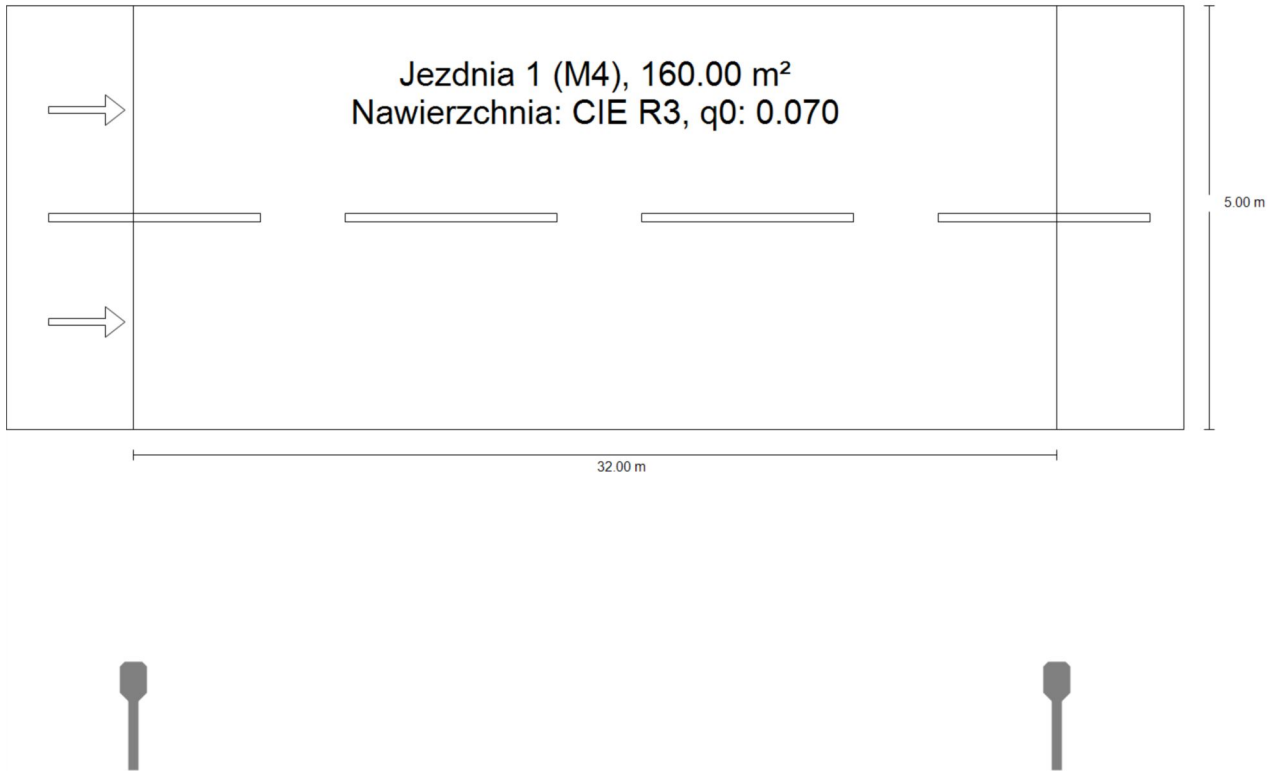 Jezdnia 1 (M4), 160.00 m²
Nawierzchnia: CIE R3, q0: 0.070
5.00 m
32.00 m